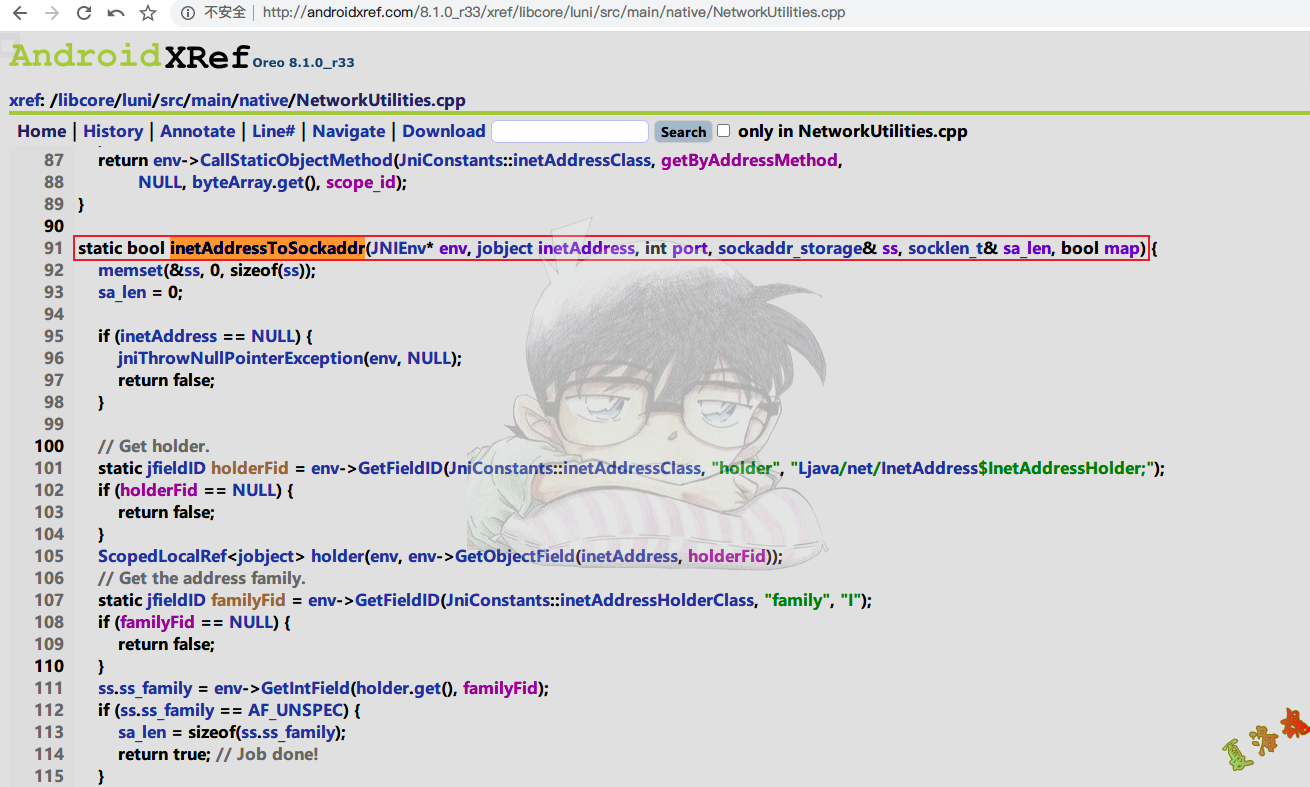 不安全 http://androidxref.com/8.1.0_r33/xref/libcore/luni/src/main/native/NetworkUtilities.cpp
AndroidXRef Oreo 8.1.0_r33
xref: /libcore/luni/src/main/native/NetworkUtilities.cpp
Home | History | Annotate | Line# | Navigate | Download Search only in NetworkUtilities.cpp
87 return env->CallStaticObjectMethod(JniConstants::inetAddressClass, getByAddressMethod,
88 NULL, byteArray.get(), scope_id);
89 }
90
91 static bool inetAddressToSockaddr(JNIEnv* env, jobject inetAddress, int port, sockaddr_storage& ss, socklen_t& sa_len, bool map) {
92 memset(&ss, 0, sizeof(ss));
93 sa_len = 0;
94
95 if (inetAddress == NULL) {
96 jniThrowNullPointerException(env, NULL);
97 return false;
98 }
99
100 // Get holder.
101 static jfieldID holderFid = env->GetFieldID(JniConstants::inetAddressClass, "holder", "Ljava/net/InetAddress$InetAddressHolder;");
102 if (holderFid == NULL) {
103 return false;
104 }
105 ScopedLocalRef<jobject> holder(env, env->GetObjectField(inetAddress, holderFid));
106 // Get the address family.
107 static jfieldID familyFid = env->GetFieldID(JniConstants::inetAddressHolderClass, "family", "I");
108 if (familyFid == NULL) {
109 return false;
110 }
111 ss.ss_family = env->GetIntField(holder.get(), familyFid);
112 if (ss.ss_family == AF_UNSPEC) {
113 sa_len = sizeof(ss.ss_family);
114 return true; // Job done!
115 }